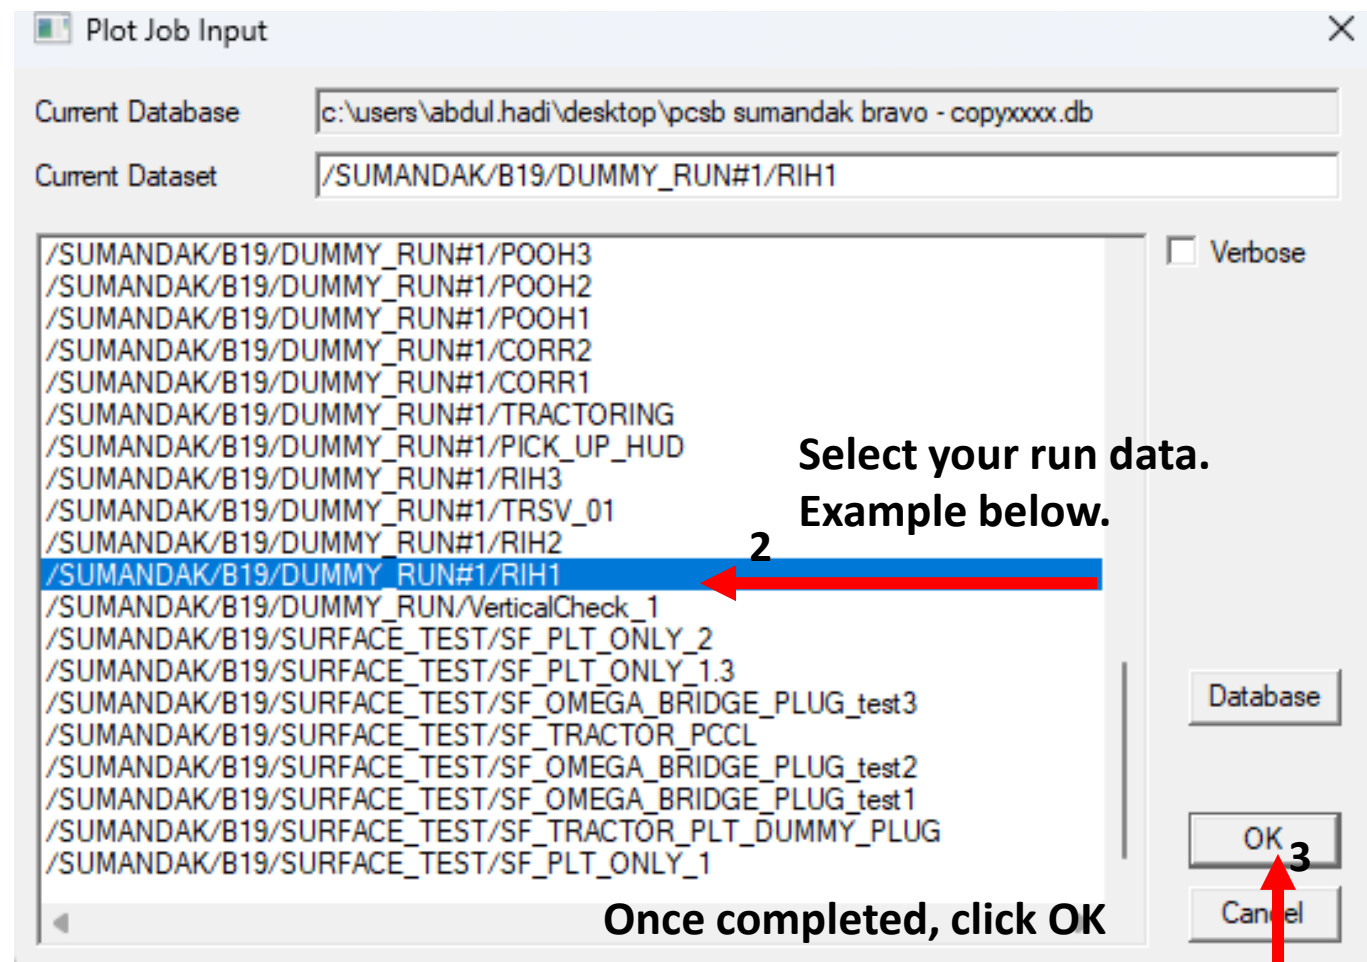 Plot Job Input
Current Database
c:\users\abdul.hadi\desktop\pcsb sumandak bravo - copyxxxx.db
Current Dataset
/SUMANDAK/B19/DUMMY_RUN#1/RIH1
/SUMANDAK/B19/DUMMY_RUN#1/POOH3
Verbose
/SUMANDAK/B19/DUMMY_RUN#1/POOH2
/SUMANDAK/B19/DUMMY_RUN#1/POOH1
/SUMANDAK/B19/DUMMY_RUN#1/CORR2
/SUMANDAK/B19/DUMMY_RUN#1/CORR1
/SUMANDAK/B19/DUMMY_RUN#1/TRACTORING
/SUMANDAK/B19/DUMMY_RUN#1/PICK_UP_HUD
/SUMANDAK/B19/DUMMY_RUN#1/RIH3
/SUMANDAK/B19/DUMMY_RUN#1/TRSV_01
/SUMANDAK/B19/DUMMY_RUN#1/RIH2
/SUMANDAK/B19/DUMMY_RUN#1/RIH1
/SUMANDAK/B19/DUMMY_RUN/VerticalCheck_1
/SUMANDAK/B19/SURFACE_TEST/SF_PLT_ONLY_2
/SUMANDAK/B19/SURFACE_TEST/SF_PLT_ONLY_1.3
/SUMANDAK/B19/SURFACE_TEST/SF_OMEGA_BRIDGE_PLUG_test3
/SUMANDAK/B19/SURFACE_TEST/SF_TRACTOR_PCCL
/SUMANDAK/B19/SURFACE_TEST/SF_OMEGA_BRIDGE_PLUG_test2
/SUMANDAK/B19/SURFACE_TEST/SF_OMEGA_BRIDGE_PLUG_test1
/SUMANDAK/B19/SURFACE_TEST/SF_TRACTOR_PLT_DUMMY_PLUG
/SUMANDAK/B19/SURFACE_TEST/SF_PLT_ONLY_1
Select your run data.
Example below.
2
Database
OK
3
Once completed, click OK
Cancel